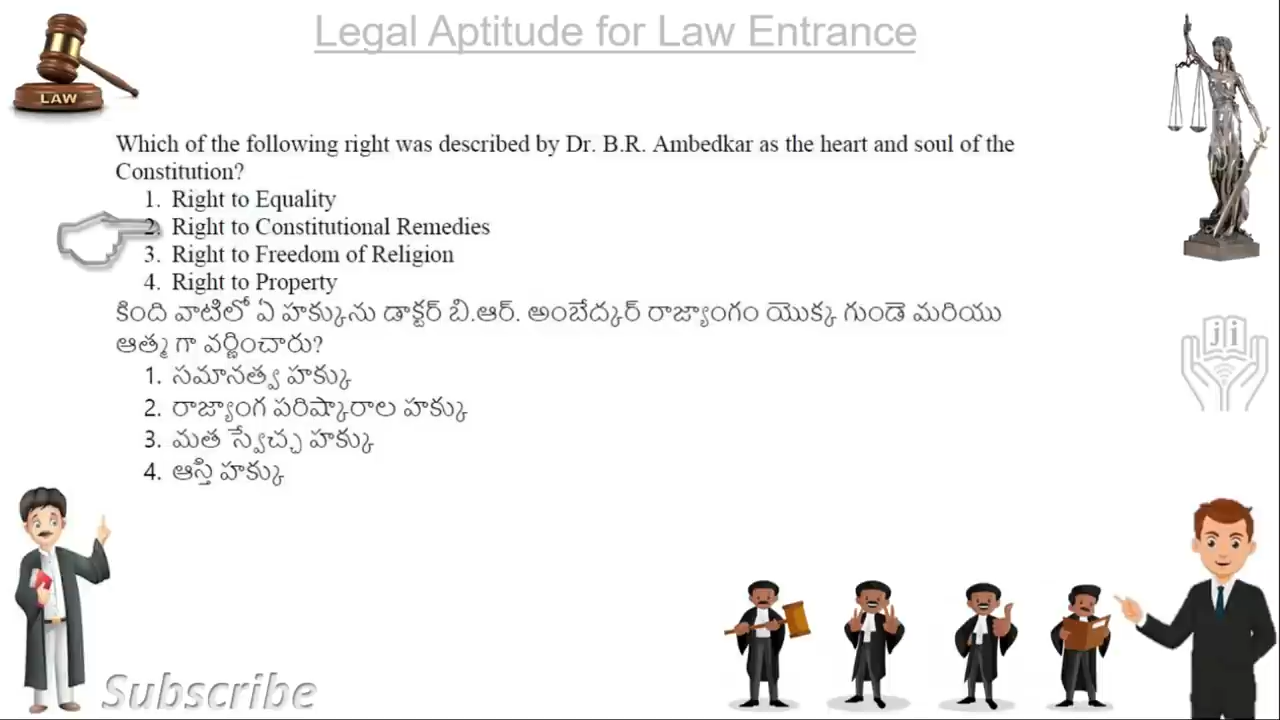 Legal Aptitude for Law Entrance
LAW
Which of the following right was described by Dr. B.R. Ambedkar as the heart and soul of the
Constitution?
1. Right to Equality
2. Right to Constitutional Remedies
3. Right to Freedom of Religion
4. Right to Property
కింది వాటిలో ఏ హక్కును డాక్టర్ బి.ఆర్. అంబేద్కర్ రాజ్యాంగం యొక్క గుండె మరియు
ఆత్మ గా వర్ణించారు?
1. సమానత్వ హక్కు
2. రాజ్యాంగ పరిష్కారాల హక్కు
3. మత స్వేచ్ఛ హక్కు
4. ఆస్తి హక్కు
ji
Subscribe